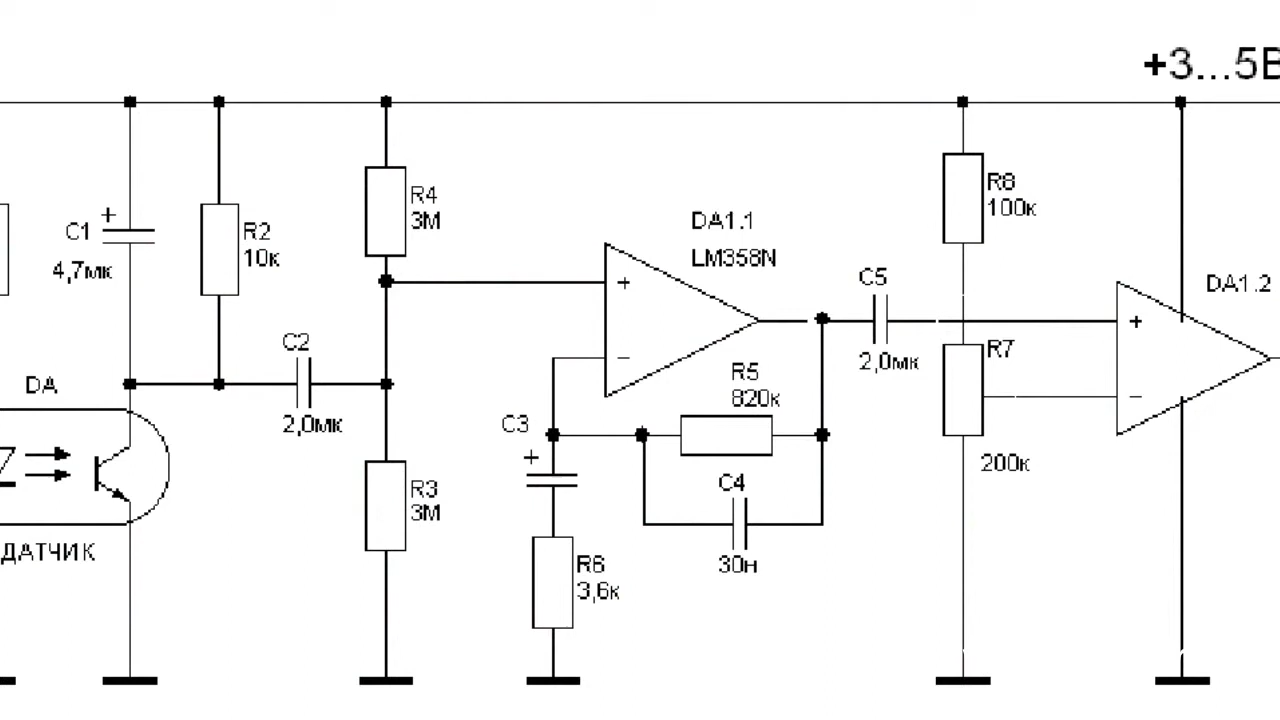 +3...5В
R4
3М
C1
+
4,7мк
R2
10к
DA1.1
LM358N
R8
100к
C5
2,0мк
DA1.2
+
−
+
−
R7
200к
C2
2,0мк
DA
R5
820к
C3
+
C4
30н
R3
3М
R6
3,6к
ДАТЧИК